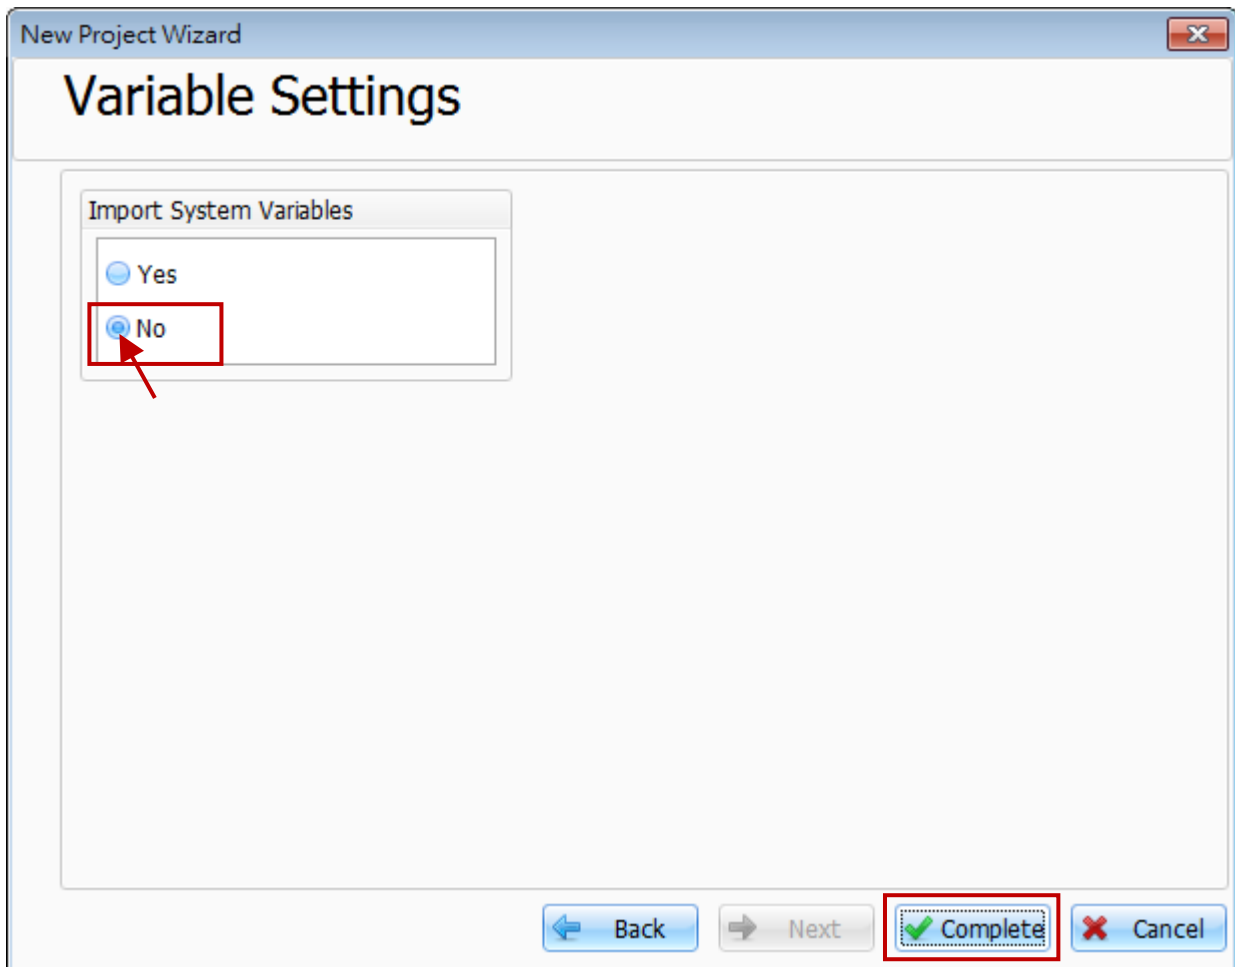 New Project Wizard
Variable Settings
Import System Variables
Yes
No
Back Next Complete Cancel